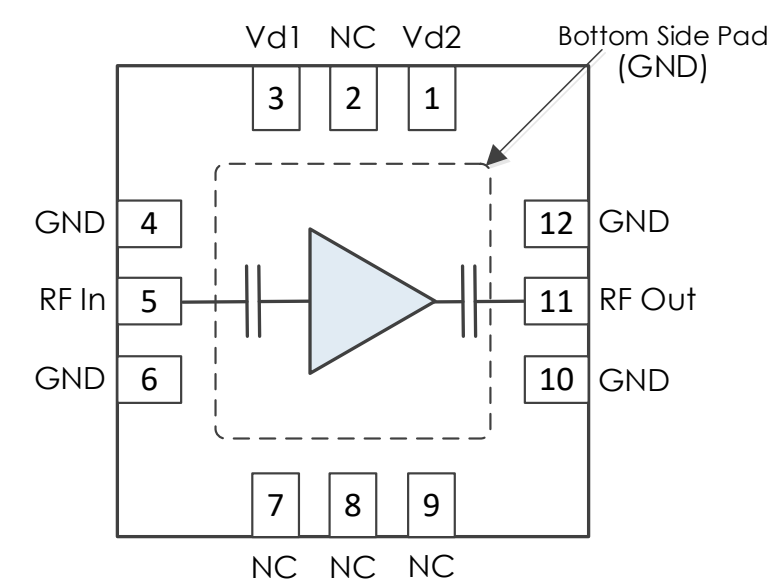 Vd1 NC Vd2
Bottom Side Pad
(GND)
3 2 1
GND 4 12 GND
RF In 5 11 RF Out
GND 6 10 GND
7 8 9
NC NC NC